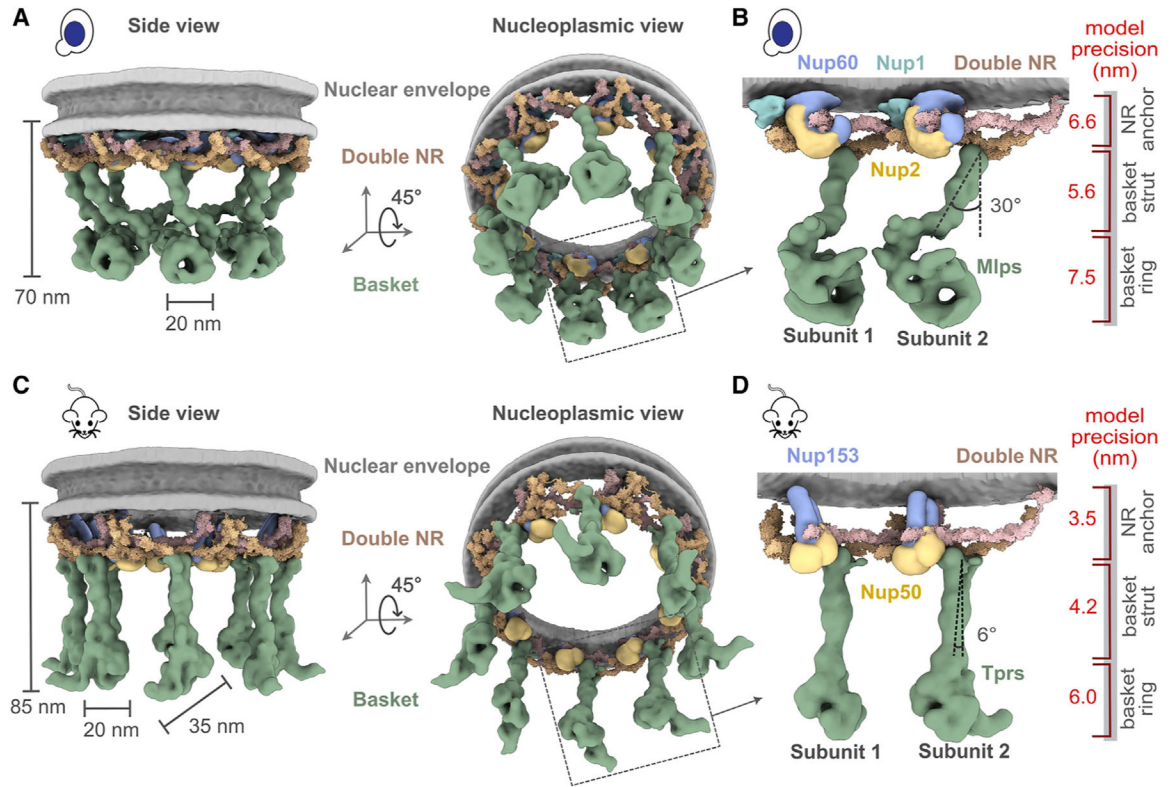 A
Side view
Nucleoplasmic view
Nuclear envelope
Double NR
45°
Basket
70 nm
20 nm
B
Nup60
Nup1
Double NR
Nup2
30°
Mlps
Subunit 1
Subunit 2
model
precision
(nm)
6.6
NR
anchor
5.6
basket
strut
7.5
basket
ring
C
Side view
Nucleoplasmic view
Nuclear envelope
Double NR
45°
Basket
85 nm
20 nm
35 nm
D
Nup153
Double NR
Nup50
6°
Tprs
Subunit 1
Subunit 2
model
precision
(nm)
3.5
NR
anchor
4.2
basket
strut
6.0
basket
ring